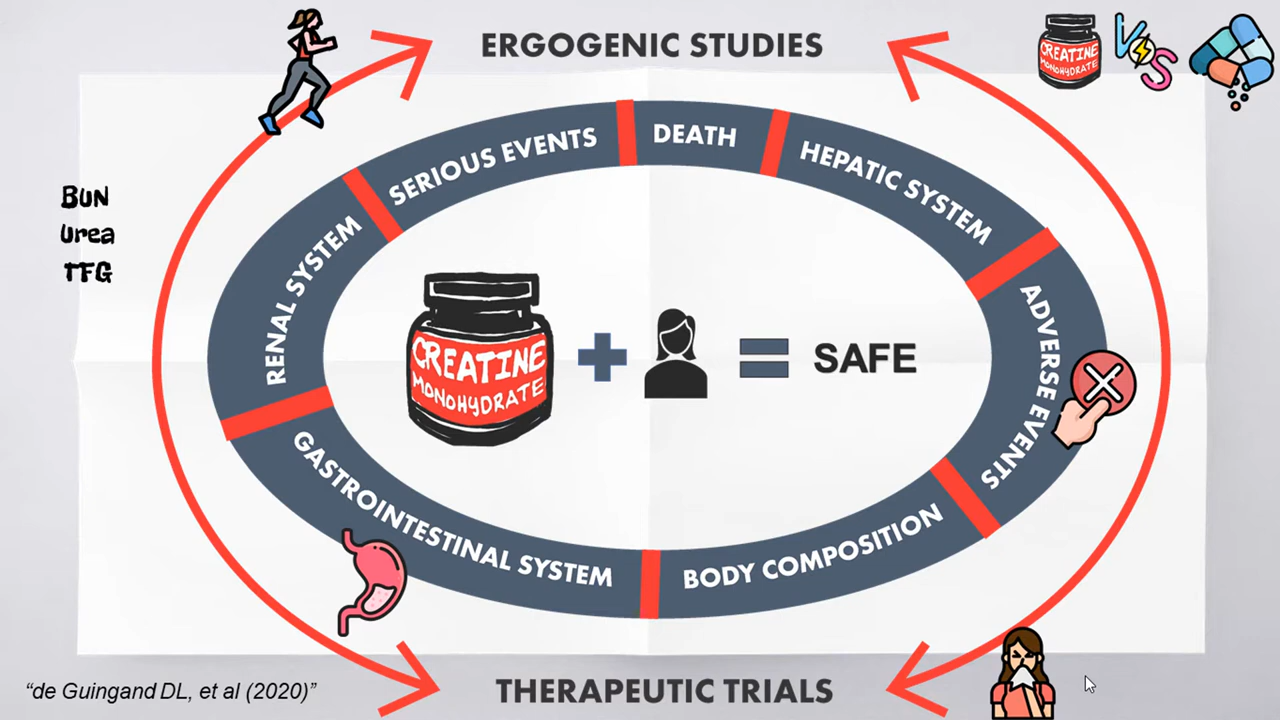 ERGOGENIC STUDIES
CREATINE
MONOHYDRATE
VS
SERIOUS EVENTS
DEATH
HEPATIC SYSTEM
BUN
Urea
TFG
RENAL SYSTEM
ADVERSE EVENTS
CREATINE
MONOHYDRATE
SAFE
GASTROINTESTINAL SYSTEM
BODY COMPOSITION
"de Guingand DL, et al (2020)"
THERAPEUTIC TRIALS